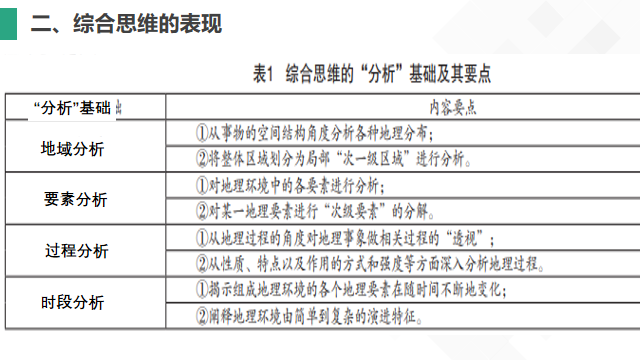 二、综合思维的表现
表1 综合思维的“分析”基础及其要点
“分析”基础出
内容要点
地域分析
①从事物的空间结构角度分析各种地理分布；
②将整体区域划分为局部“次一级区域”进行分析。
要素分析
①对地理环境中的各要素进行分析；
②对某一地理要素进行“次级要素”的分解。
过程分析
①从地理过程的角度对地理事象做相关过程的“透视”；
②从性质、特点以及作用的方式和强度等方面深入分析地理过程。
时段分析
①揭示组成地理环境的各个地理要素在随时间不断地变化；
②阐释地理环境由简单到复杂的演进特征。